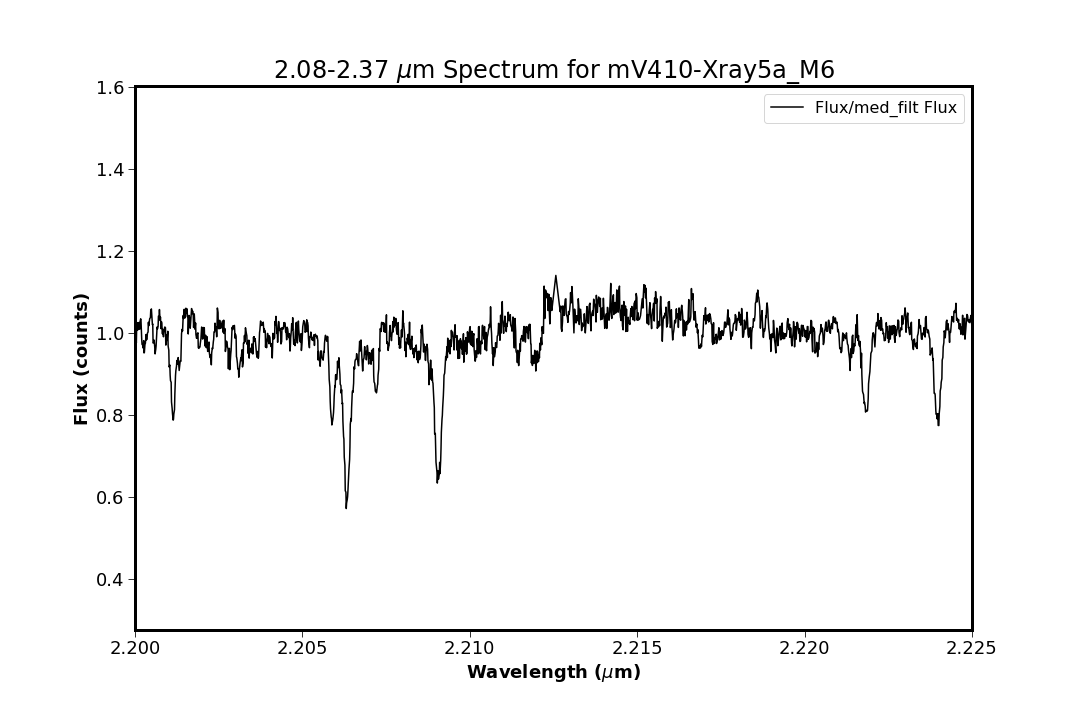 2.08-2.37 μm Spectrum for mV410-Xray5a_M6
Flux/med_filt Flux
1.6
1.4
1.2
1.0
0.8
0.6
0.4
Flux (counts)
2.200 2.205 2.210 2.215 2.220 2.225
Wavelength (μm)